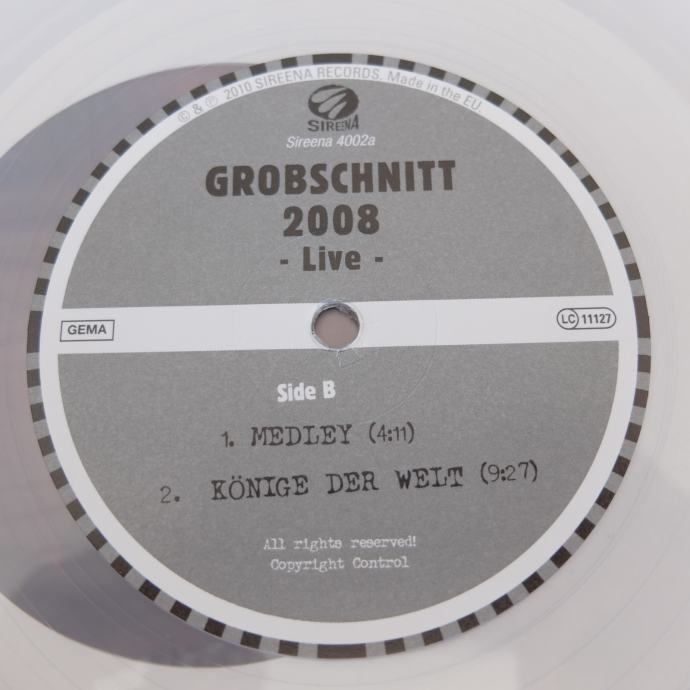 © & ℗ 2010 SIREENA RECORDS. Made in the EU.
SIREENA
Sireena 4002a
GROBSCHNITT
2008
- Live -
GEMA
LC 11127
Side B
1. MEDLEY (4:11)
2. KÖNIGE DER WELT (9:27)
All rights reserved!
Copyright Control